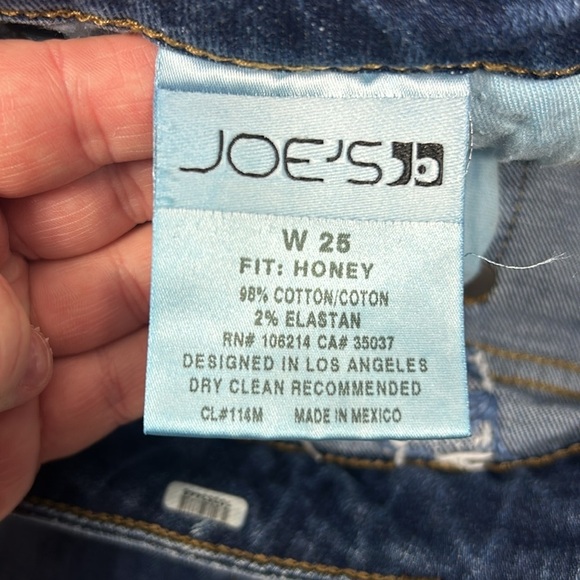 JOE'S
W 25
FIT: HONEY
98% COTTON/COTON
2% ELASTAN
RN# 106214 CA# 35037
DESIGNED IN LOS ANGELES
DRY CLEAN RECOMMENDED
CL#114M MADE IN MEXICO